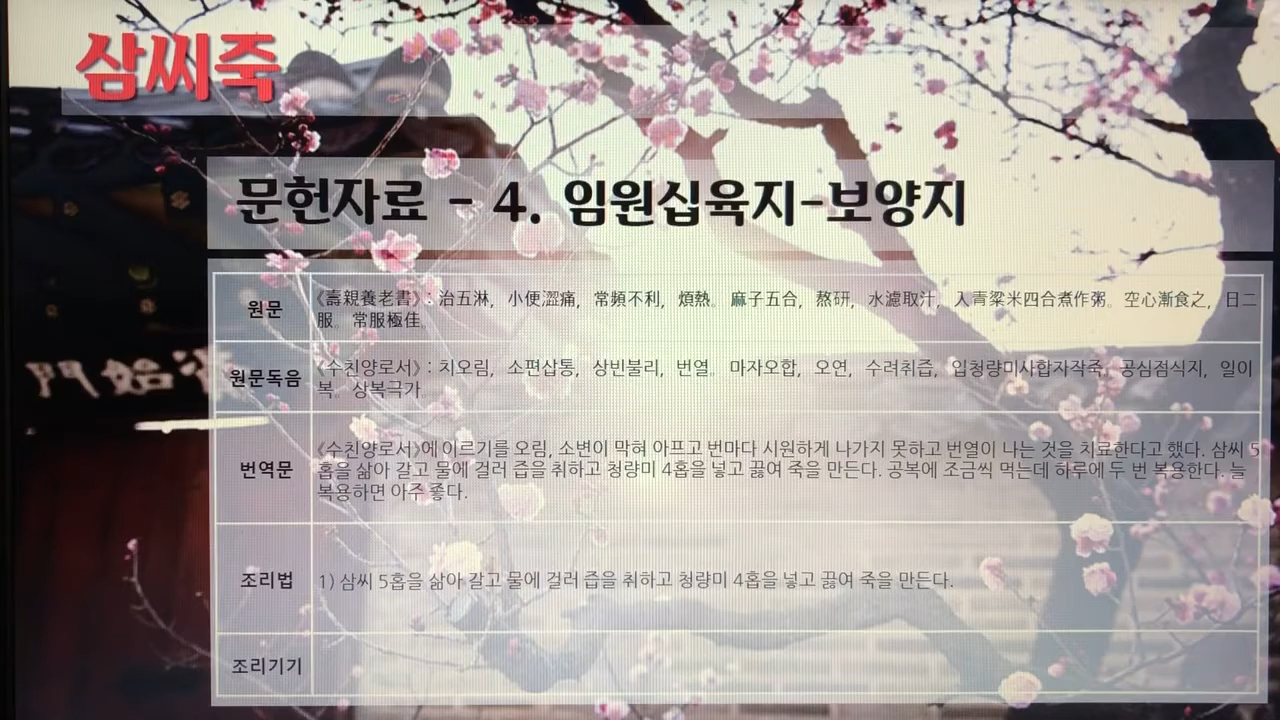 삼씨죽
문헌자료 - 4. 임원십육지-보양지
원문
《壽親養老書》: 治五淋, 小便澀痛, 常頻不利, 煩熱。麻子五合, 熬研, 水濾取汁, 入青粱米四合煮作粥。空心漸食之, 日二
服。常服極佳。
원문독음
《수친양로서》: 치오림, 소편삽통, 상빈불리, 번열。마자오합, 오연, 수려취즙, 입청량미사합자작죽。공심점식지, 일이
복。상복극가。
번역문
《수친양로서》에 이르기를 오림, 소변이 막혀 아프고 번마다 시원하게 나가지 못하고 번열이 나는 것을 치료한다고 했다. 삼씨 5
홉을 삶아 갈고 물에 걸러 즙을 취하고 청량미 4홉을 넣고 끓여 죽을 만든다. 공복에 조금씩 먹는데 하루에 두 번 복용한다. 늘
복용하면 아주 좋다.
조리법
1) 삼씨 5홉을 삶아 갈고 물에 걸러 즙을 취하고 청량미 4홉을 넣고 끓여 죽을 만든다.
조리기기
門始